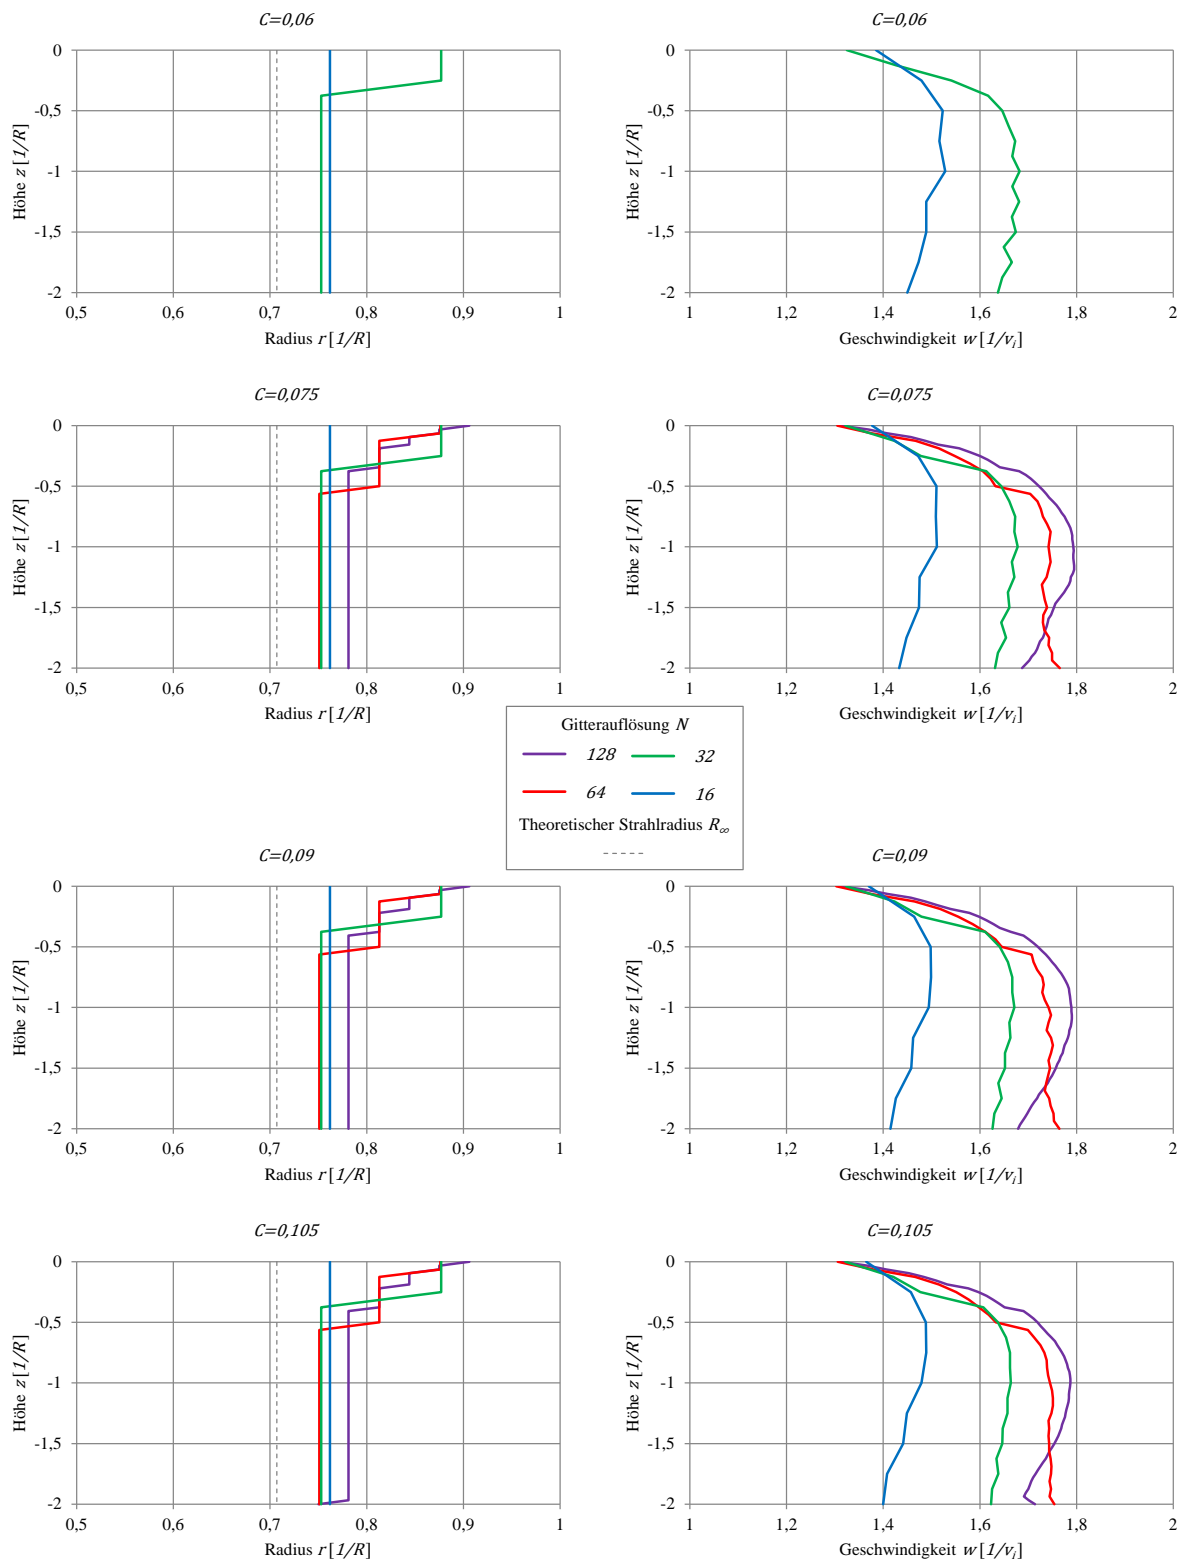 C=0,06
C=0,06
0
-0,5
-1
-1,5
-2
Höhe z [1/R]
0,5 0,6 0,7 0,8 0,9 1
Radius r [1/R]
0
-0,5
-1
-1,5
-2
Höhe z [1/R]
1 1,2 1,4 1,6 1,8 2
Geschwindigkeit w [1/v_i]
C=0,075
C=0,075
0
-0,5
-1
-1,5
-2
Höhe z [1/R]
0,5 0,6 0,7 0,8 0,9 1
Radius r [1/R]
0
-0,5
-1
-1,5
-2
Höhe z [1/R]
1 1,2 1,4 1,6 1,8 2
Geschwindigkeit w [1/v_i]
Gitterauflösung N
128 32
64 16
Theoretischer Strahlradius R_∞
C=0,09
C=0,09
0
-0,5
-1
-1,5
-2
Höhe z [1/R]
0,5 0,6 0,7 0,8 0,9 1
Radius r [1/R]
0
-0,5
-1
-1,5
-2
Höhe z [1/R]
1 1,2 1,4 1,6 1,8 2
Geschwindigkeit w [1/v_i]
C=0,105
C=0,105
0
-0,5
-1
-1,5
-2
Höhe z [1/R]
0,5 0,6 0,7 0,8 0,9 1
Radius r [1/R]
0
-0,5
-1
-1,5
-2
Höhe z [1/R]
1 1,2 1,4 1,6 1,8 2
Geschwindigkeit w [1/v_i]